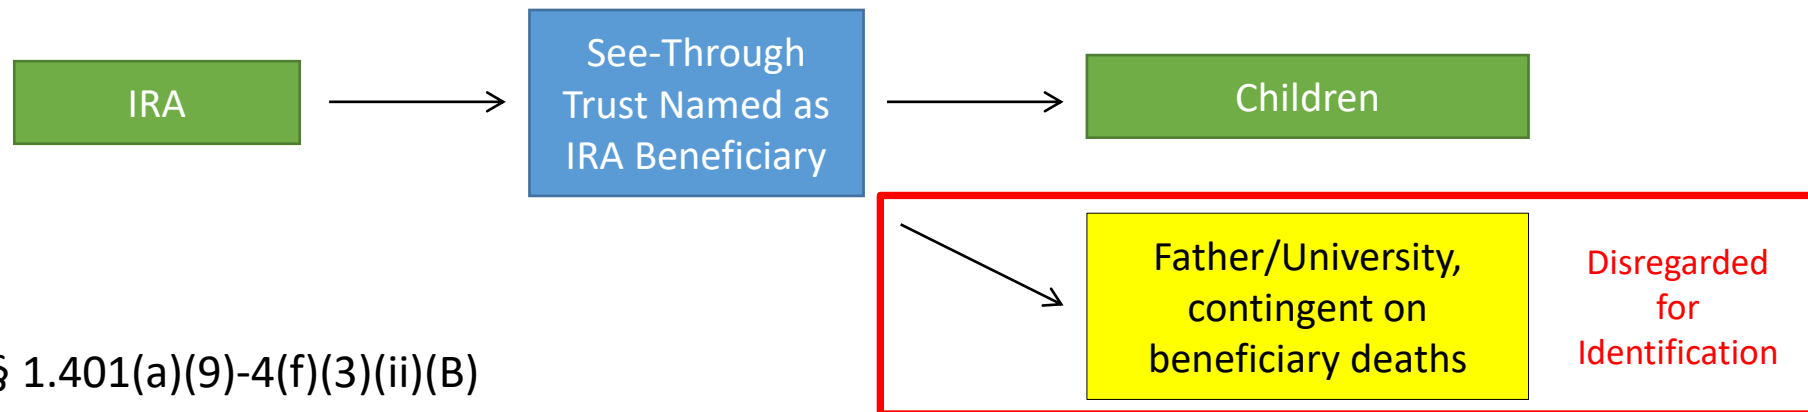 IRA
See-Through
Trust Named as
IRA Beneficiary
Children
Father/University,
contingent on
beneficiary deaths
Disregarded
for
Identification
§ 1.401(a)(9)-4(f)(3)(ii)(B)